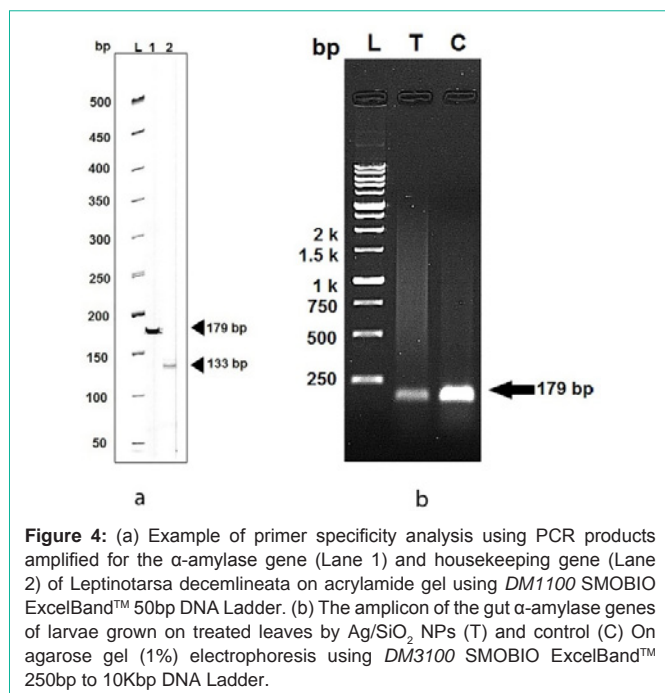 bp L 1 2
500
450
400
350
300
250
200
150
100
50
179 bp
133 bp
a
bp L T C
2 k
1.5 k
1 k
750
500
250
179 bp
b
Figure 4: (a) Example of primer specificity analysis using PCR products
amplified for the α-amylase gene (Lane 1) and housekeeping gene (Lane
2) of Leptinotarsa decemlineata on acrylamide gel using DM1100 SMOBIO
ExcelBand™ 50bp DNA Ladder. (b) The amplicon of the gut α-amylase genes
of larvae grown on treated leaves by Ag/SiO₂ NPs (T) and control (C) On
agarose gel (1%) electrophoresis using DM3100 SMOBIO ExcelBand™
250bp to 10Kbp DNA Ladder.